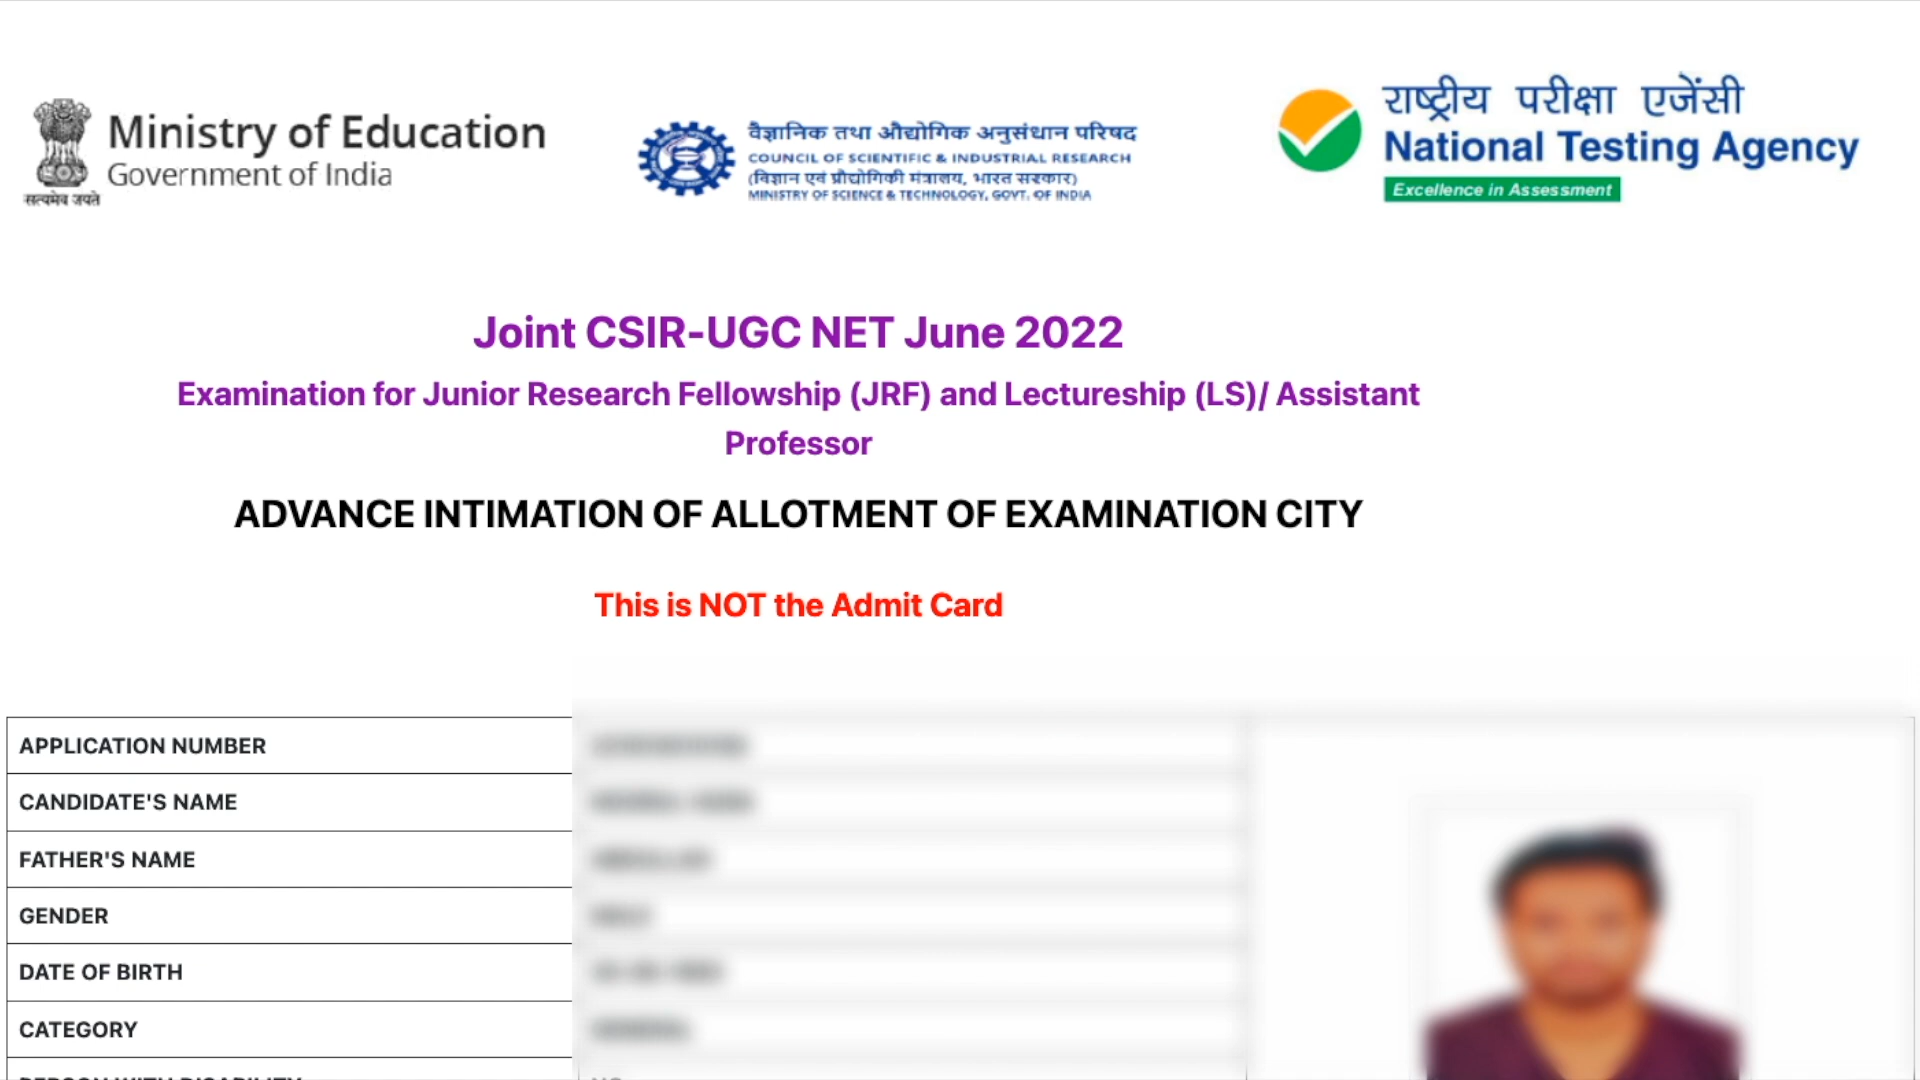 सत्यमेव जयते
Ministry of Education
Government of India
वैज्ञानिक तथा औद्योगिक अनुसंधान परिषद
COUNCIL OF SCIENTIFIC & INDUSTRIAL RESEARCH
(विज्ञान एवं प्रौद्योगिकी मंत्रालय, भारत सरकार)
MINISTRY OF SCIENCE & TECHNOLOGY, GOVT. OF INDIA
राष्ट्रीय परीक्षा एजेंसी
National Testing Agency
Excellence in Assessment
Joint CSIR-UGC NET June 2022
Examination for Junior Research Fellowship (JRF) and Lectureship (LS)/ Assistant
Professor
ADVANCE INTIMATION OF ALLOTMENT OF EXAMINATION CITY
This is NOT the Admit Card
APPLICATION NUMBER
CANDIDATE'S NAME
FATHER'S NAME
GENDER
DATE OF BIRTH
CATEGORY